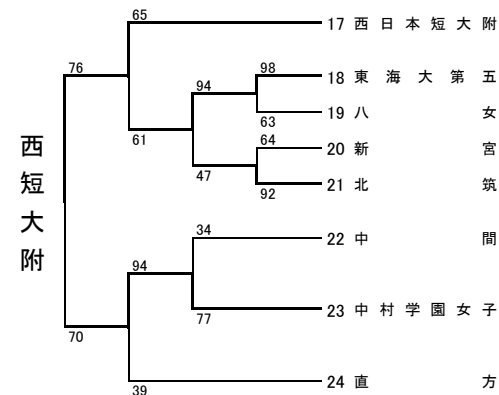 65
17 西日本短大附
76
98
18 東海大第五
94
19 八女
63
61
64
20 新宮
西短大附
47
21 北筑
92
34
22 中間
94
23 中村学園女子
77
70
24 直方
39